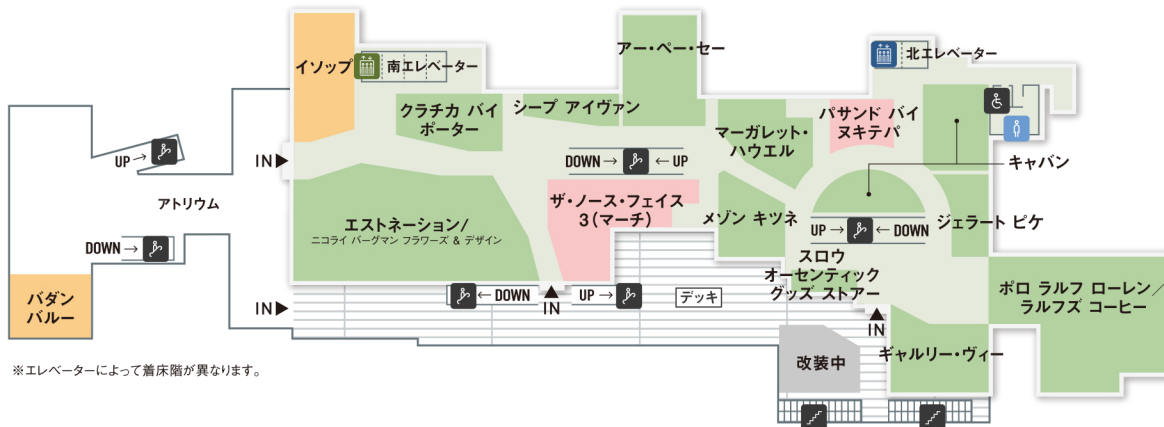 アー・ペー・セー
イソップ
南エレベーター
北エレベーター
クラチカ バイ
ポーター
シープ アイヴァン
パサンド バイ
ヌキテパ
マーガレット・
ハウエル
キャバン
UP →
IN
DOWN →
← UP
アトリウム
エストネーション/
ニコライ バーグマン フラワーズ & デザイン
ザ・ノース・フェイス
3(マーチ)
メゾン キツネ
ジェラート ピケ
UP →
← DOWN
DOWN →
スロウ
オーセンティック
グッズ ストアー
バダン
バルー
IN
← DOWN
IN
UP →
デッキ
IN
ポロ ラルフ ローレン/
ラルフズ コーヒー
改装中
ギャルリー・ヴィー
※エレベーターによって着床階が異なります。